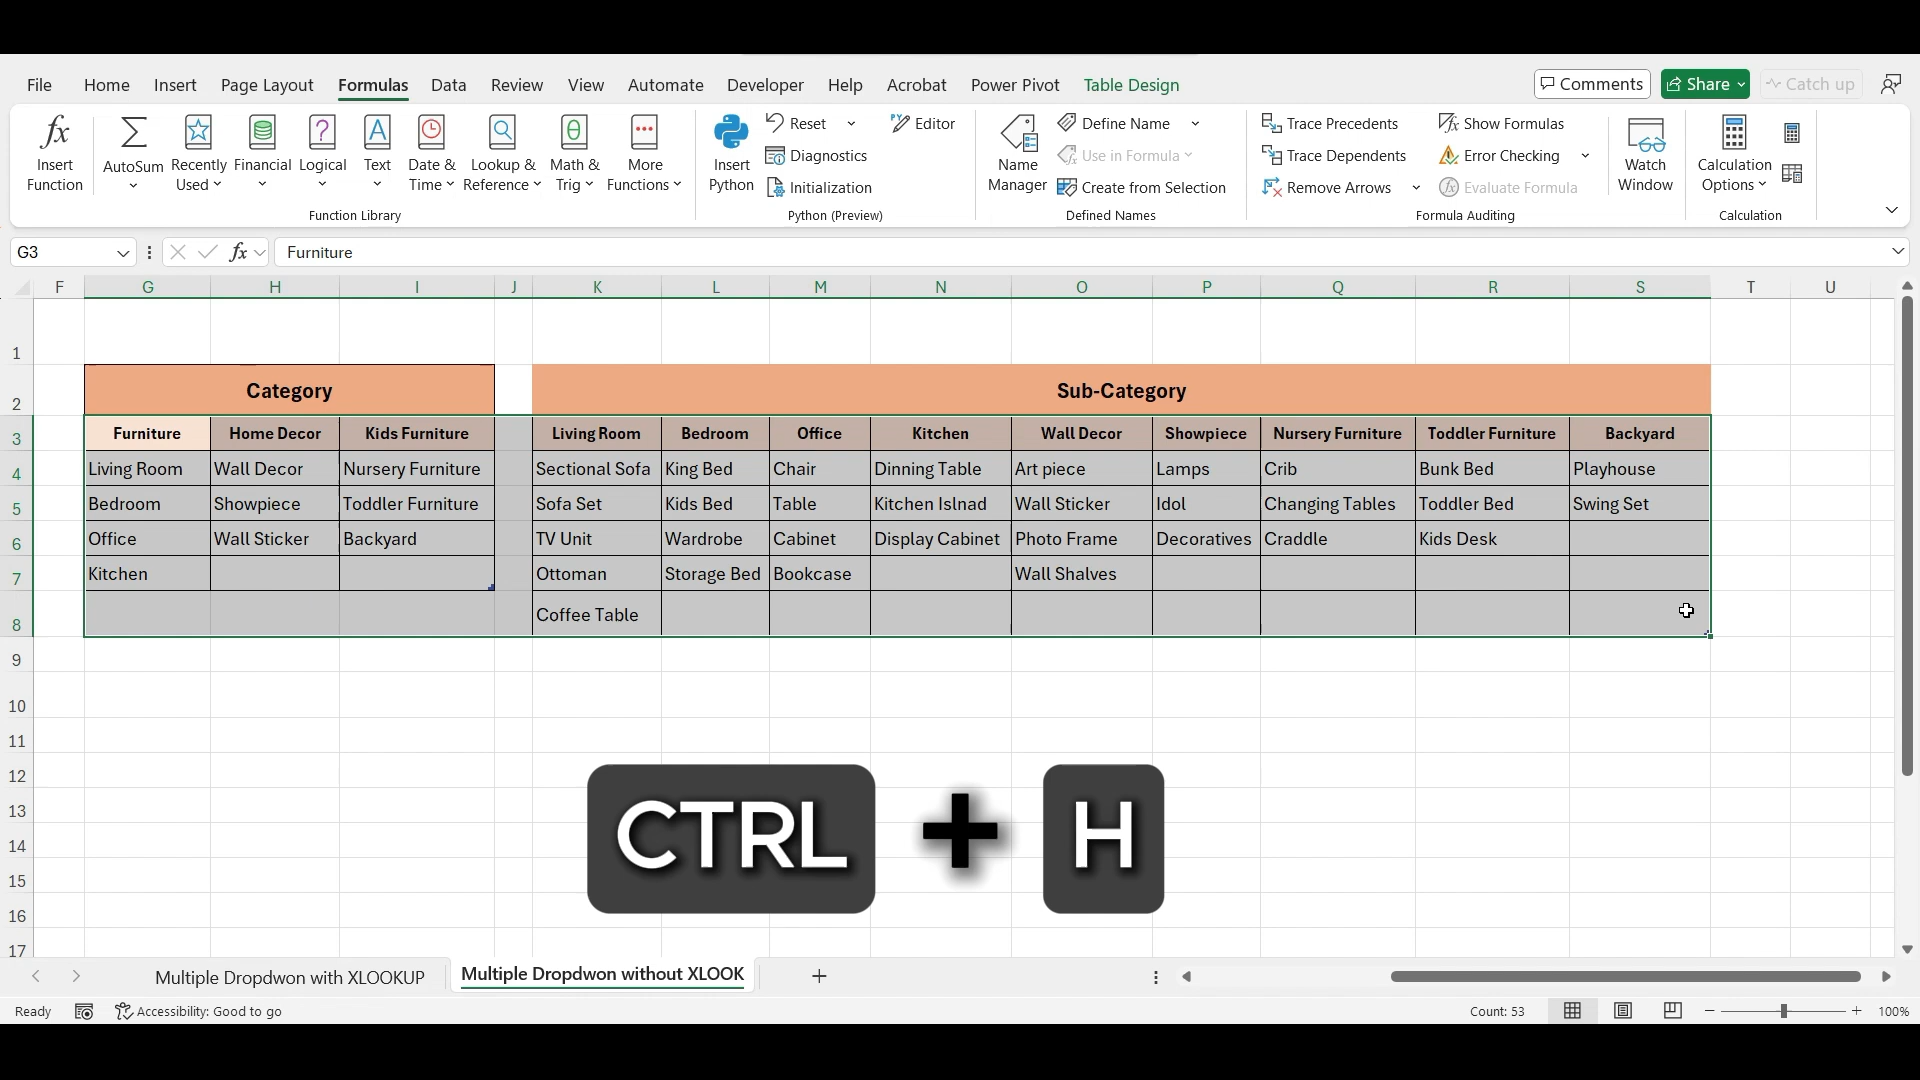 File Home Insert Page Layout Formulas Data Review View Automate Developer Help Acrobat Power Pivot Table Design Comments Share Catch up
Insert Function
AutoSum
Recently Used
Financial
Logical
Text
Date & Time
Lookup & Reference
Math & Trig
More Functions
Function Library
Insert Python
Reset
Editor
Diagnostics
Initialization
Python (Preview)
Name Manager
Define Name
Use in Formula
Create from Selection
Defined Names
Trace Precedents
Show Formulas
Trace Dependents
Error Checking
Remove Arrows
Evaluate Formula
Formula Auditing
Watch Window
Calculation Options
Calculation
G3 fx Furniture
F G H I J K L M N O P Q R S T U
1
2 Category Sub-Category
3 Furniture Home Decor Kids Furniture Living Room Bedroom Office Kitchen Wall Decor Showpiece Nursery Furniture Toddler Furniture Backyard
4 Living Room Wall Decor Nursery Furniture Sectional Sofa King Bed Chair Dinning Table Art piece Lamps Crib Bunk Bed Playhouse
5 Bedroom Showpiece Toddler Furniture Sofa Set Kids Bed Table Kitchen Islnad Wall Sticker Idol Changing Tables Toddler Bed Swing Set
6 Office Wall Sticker Backyard TV Unit Wardrobe Cabinet Display Cabinet Photo Frame Decoratives Craddle Kids Desk
7 Kitchen Ottoman Storage Bed Bookcase Wall Shalves
8 Coffee Table
9
10
11
12
13
14
15
16
17
CTRL + H
Multiple Dropdwon with XLOOKUP Multiple Dropdwon without XLOOK
Ready Accessibility: Good to go Count: 53 100%